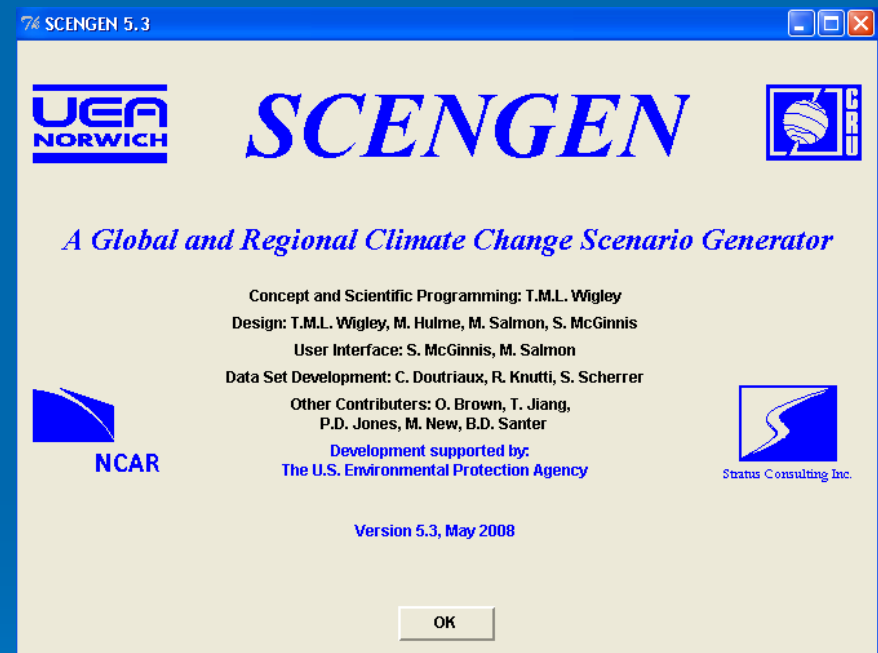 SCENGEN 5.3
UEA
NORWICH
SCENGEN
CRU
A Global and Regional Climate Change Scenario Generator
Concept and Scientific Programming: T.M.L. Wigley
Design: T.M.L. Wigley, M. Hulme, M. Salmon, S. McGinnis
User Interface: S. McGinnis, M. Salmon
Data Set Development: C. Doutriaux, R. Knutti, S. Scherrer
Other Contributers: O. Brown, T. Jiang,
P.D. Jones, M. New, B.D. Santer
Development supported by:
The U.S. Environmental Protection Agency
NCAR
Stratus Consulting Inc.
Version 5.3, May 2008
OK